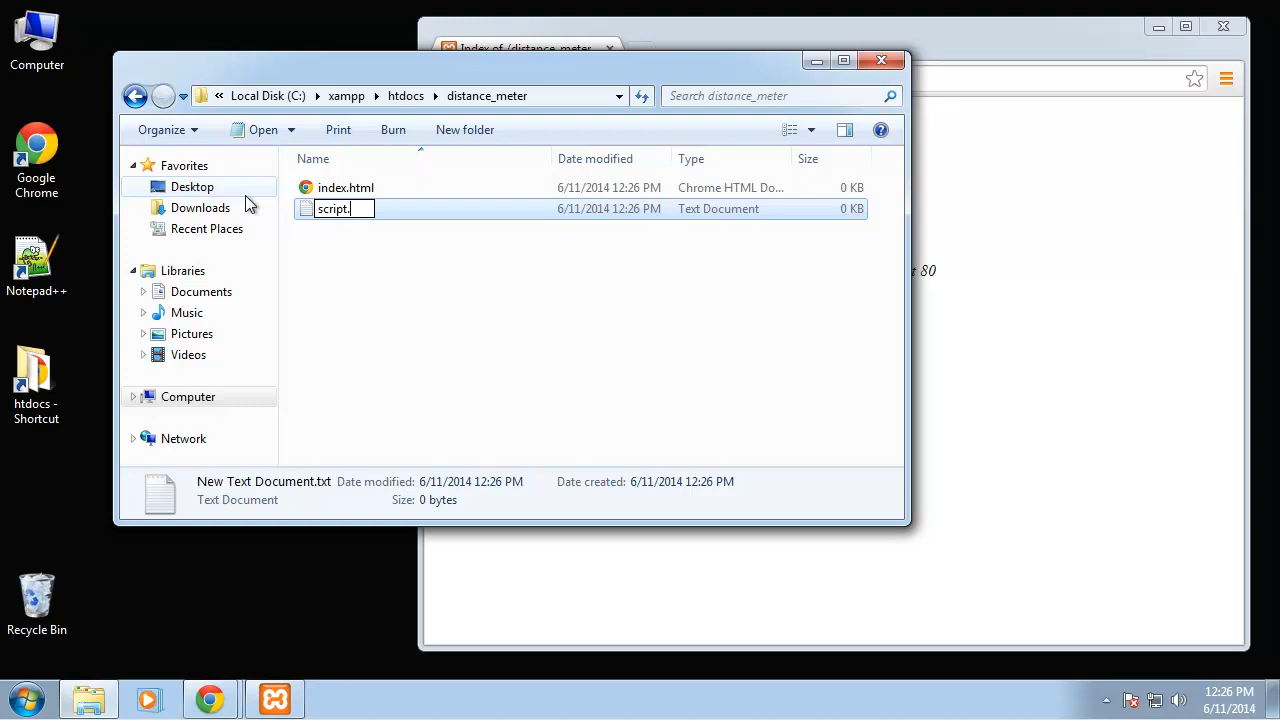 Computer
Google
Chrome
Notepad++
htdocs -
Shortcut
Recycle Bin
Index of /distance_meter
« Local Disk (C:) xampp htdocs distance_meter
Search distance_meter
Organize Open Print Burn New folder
Name Date modified Type Size
index.html 6/11/2014 12:26 PM Chrome HTML Do... 0 KB
script. 6/11/2014 12:26 PM Text Document 0 KB
Favorites
Desktop
Downloads
Recent Places
Libraries
Documents
Music
Pictures
Videos
Computer
Network
New Text Document.txt Date modified: 6/11/2014 12:26 PM Date created: 6/11/2014 12:26 PM
Text Document Size: 0 bytes
t 80
12:26 PM
6/11/2014